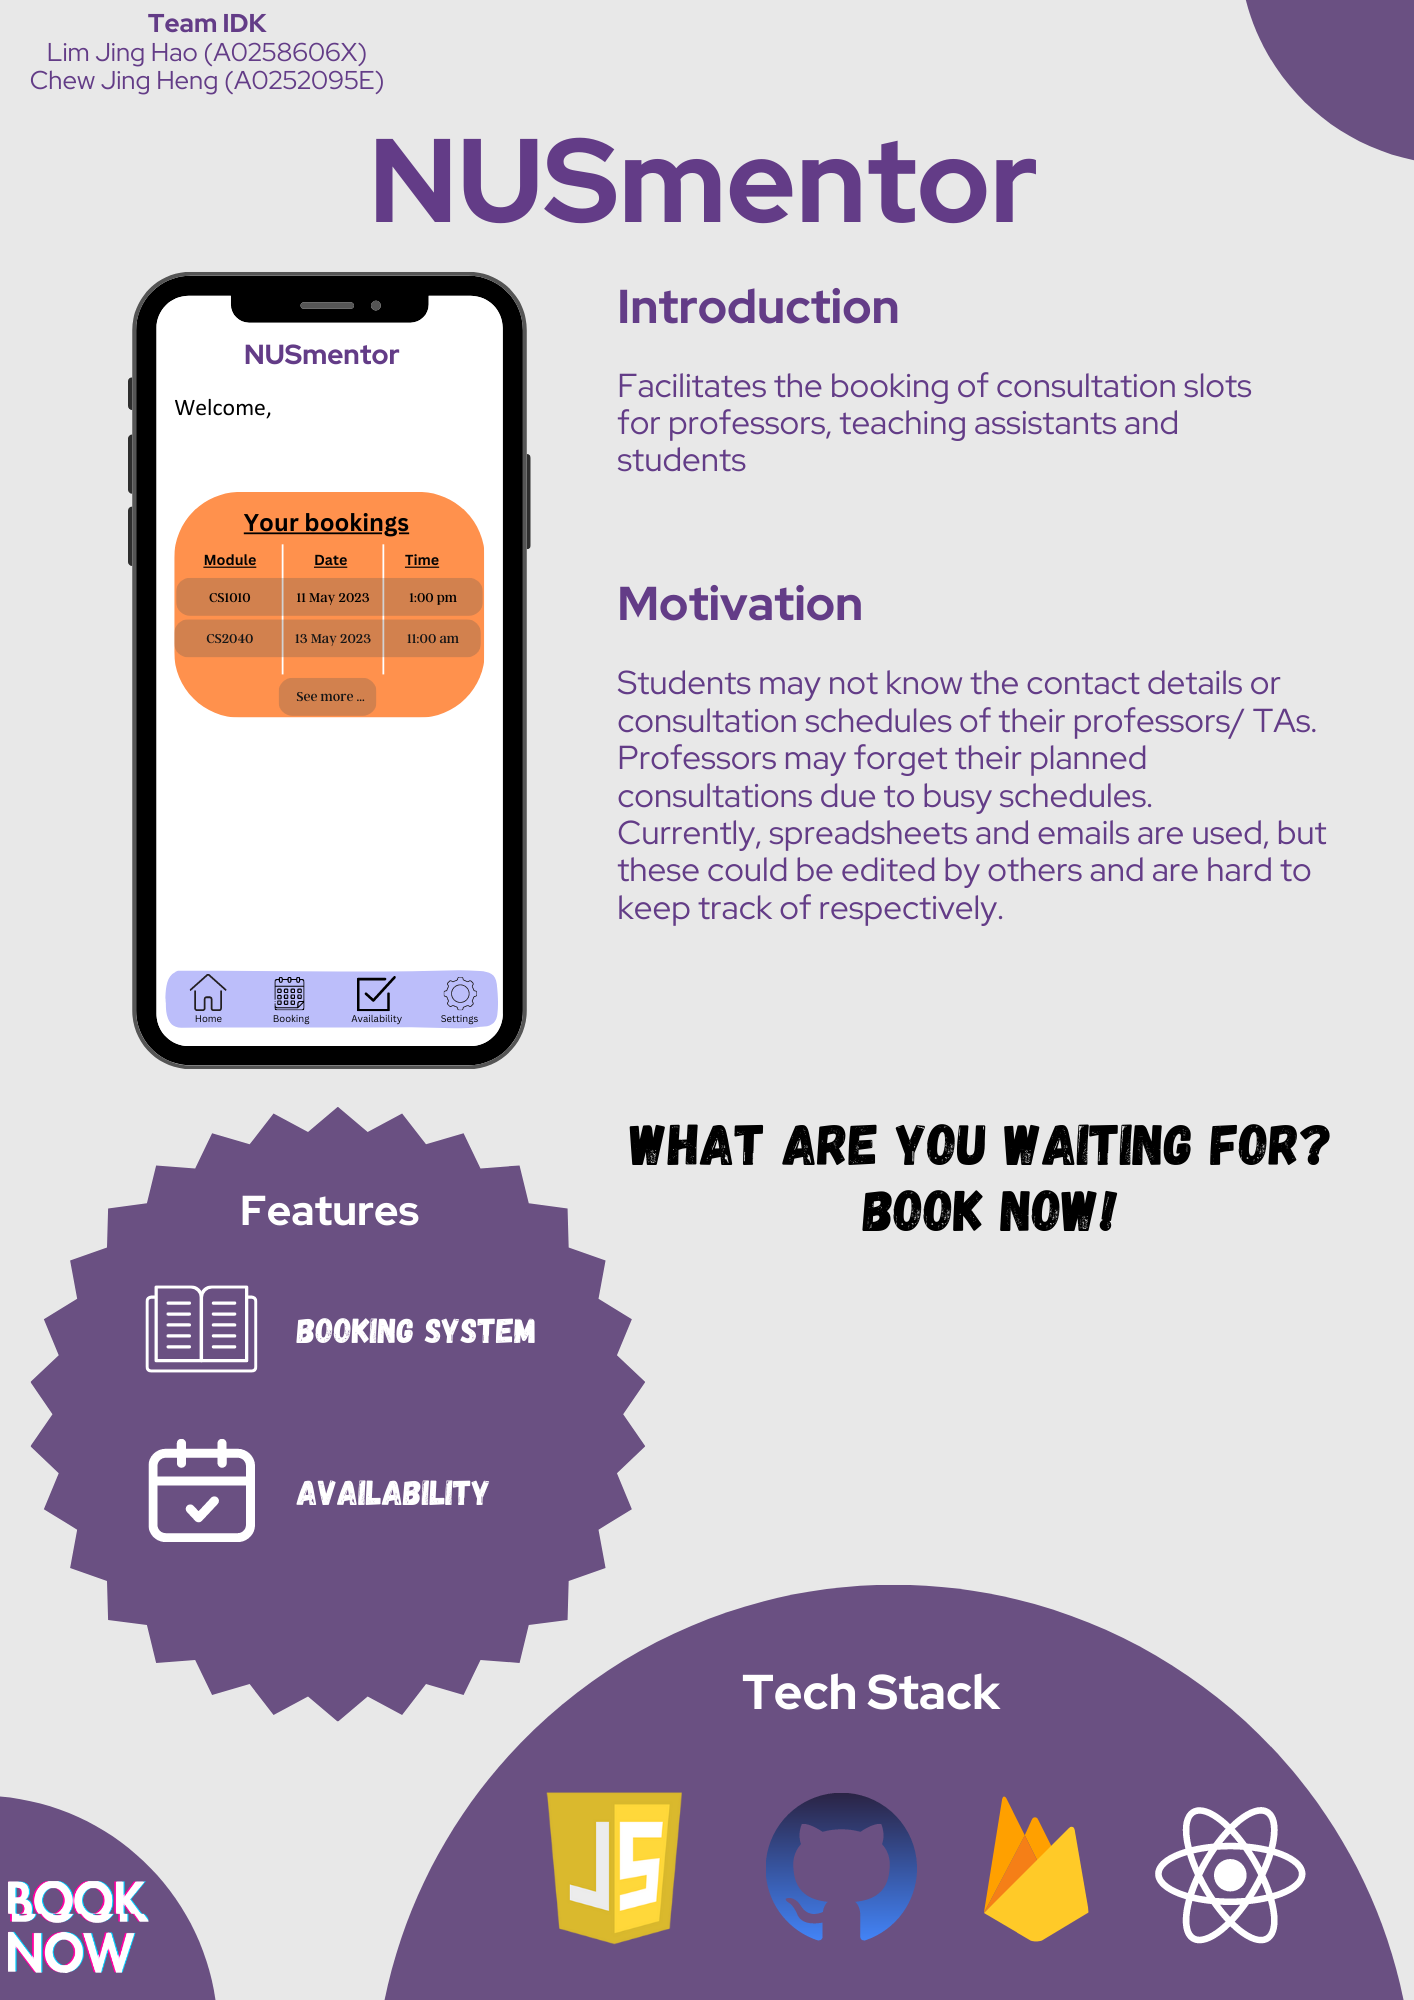 Team IDK
Lim Jing Hao (A0258606X)
Chew Jing Heng (A0252095E)
NUSmentor
NUSmentor
Welcome,
Your bookings
Module Date Time
CS1010 11 May 2023 1:00 pm
CS2040 13 May 2023 11:00 am
See more ...
Home Booking Availability Settings
Introduction
Facilitates the booking of consultation slots
for professors, teaching assistants and
students
Motivation
Students may not know the contact details or
consultation schedules of their professors/ TAs.
Professors may forget their planned
consultations due to busy schedules.
Currently, spreadsheets and emails are used, but
these could be edited by others and are hard to
keep track of respectively.
WHAT ARE YOU WAITING FOR?
BOOK NOW!
Features
BOOKING SYSTEM
AVAILABILITY
Tech Stack
JS
BOOK
NOW